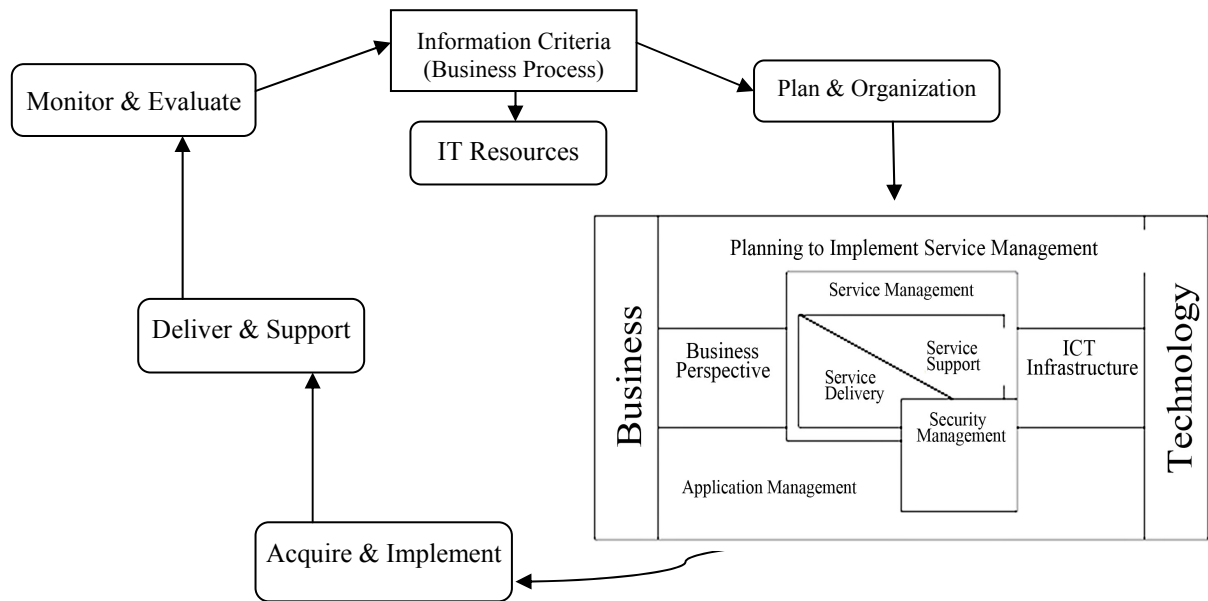 Information Criteria
(Business Process)
Monitor & Evaluate
Plan & Organization
IT Resources
Planning to Implement Service Management
Service Management
Business
Technology
Deliver & Support
Business
Perspective
Service
Support
ICT
Infrastructure
Service
Delivery
Security
Management
Application Management
Acquire & Implement